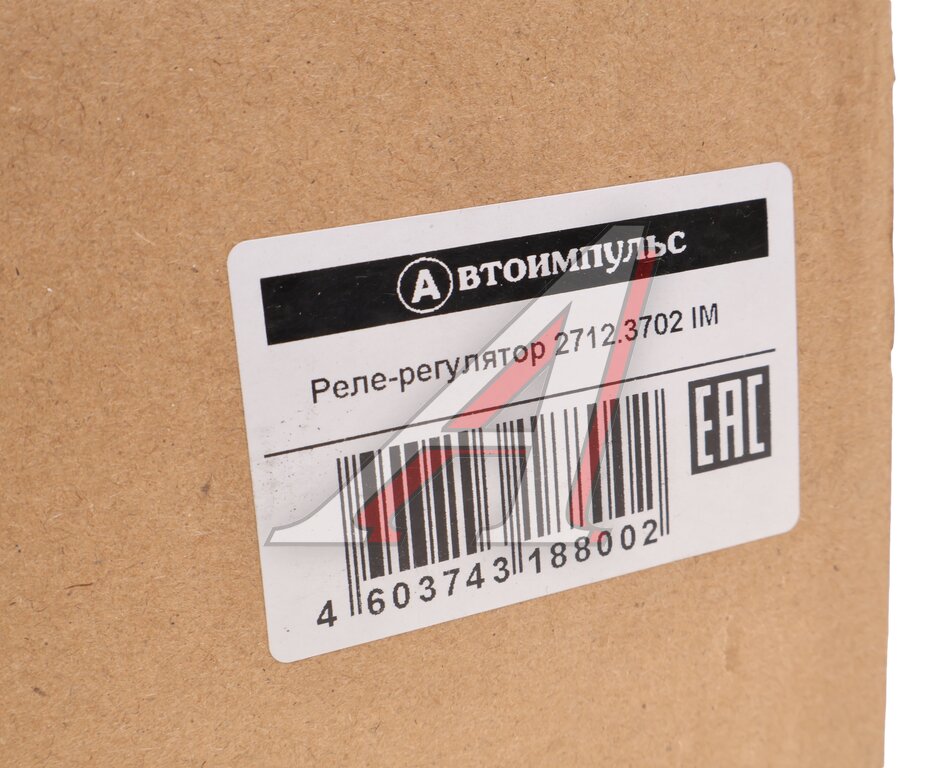 Автоимпульс
Реле-регулятор 2712.3702 IM
EAC
4 603743 188002